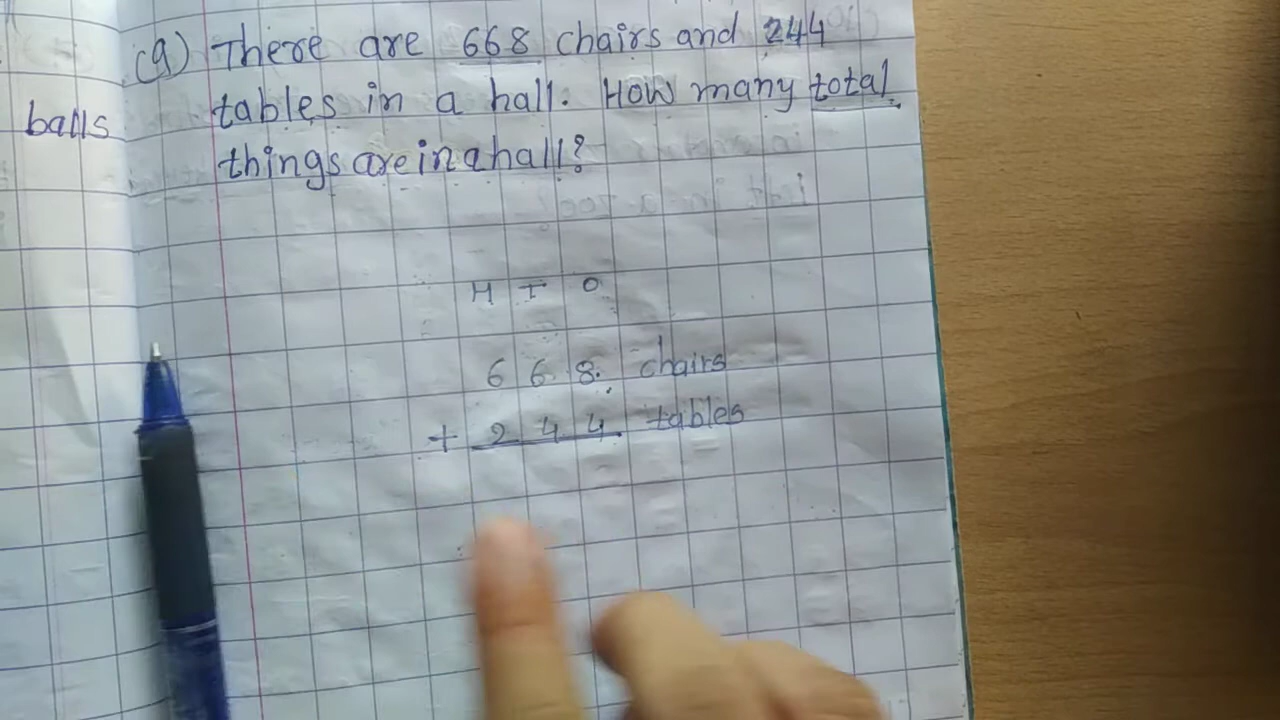 balls
(9) There are 668 chairs and 244
tables in a hall. How many total
things are in a hall?
H T O
6 6 8 chairs
+ 2 4 4 tables